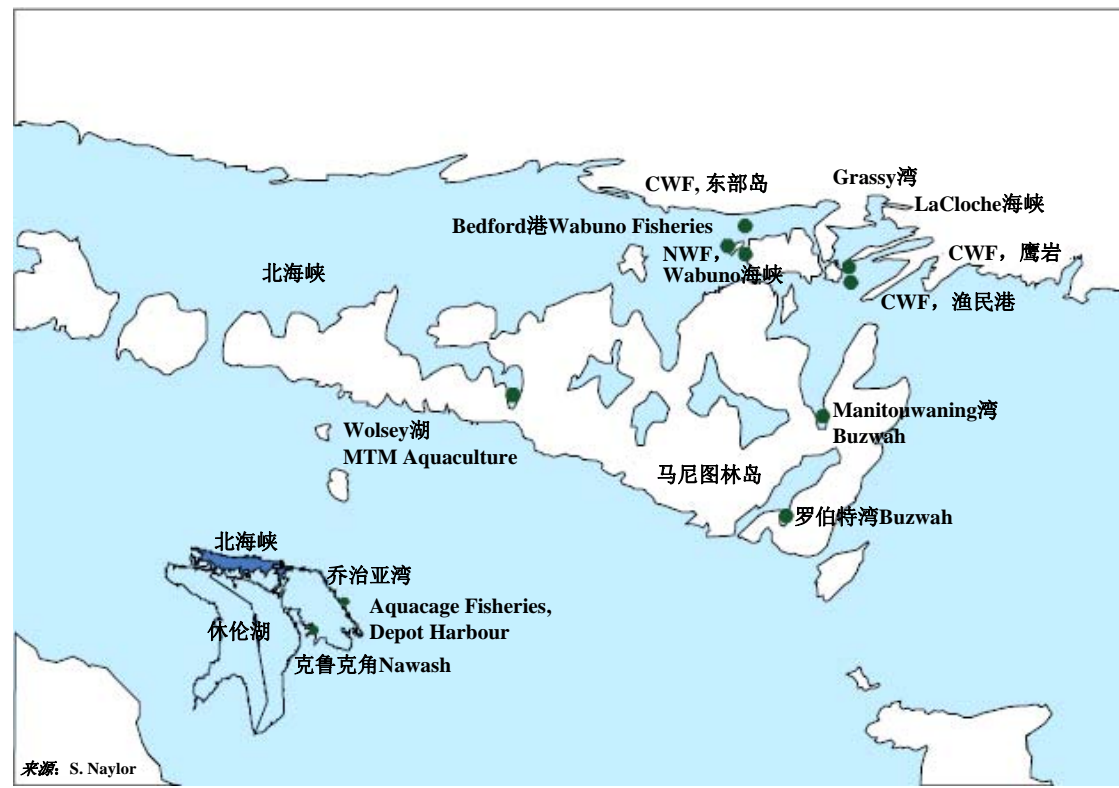 CWF, 东部岛
Grassy湾
LaCloche海峡
Bedford港Wabuno Fisheries
NWF，
Wabuno海峡
CWF，鹰岩
CWF，渔民港
北海峡
Manitouwaning湾
Buzwah
Wolsey湖
MTM Aquaculture
马尼图林岛
罗伯特湾Buzwah
北海峡
乔治亚湾
Aquacage Fisheries,
Depot Harbour
休伦湖
克鲁克角Nawash
来源: S. Naylor